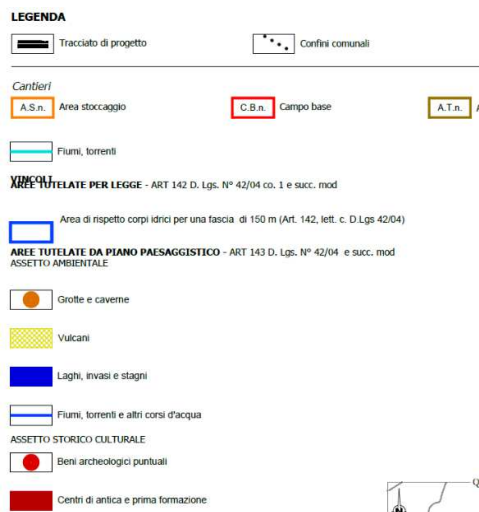 LEGENDA
Tracciato di progetto
Confini comunali
Cantieri
A.S.n. Area stoccaggio
C.B.n. Campo base
A.T.n. A
Fiumi, torrenti
VINCOLI
AREE TUTELATE PER LEGGE - ART 142 D. Lgs. N° 42/04 co. 1 e succ. mod
Area di rispetto corpi idrici per una fascia di 150 m (Art. 142, lett. c. D.Lgs 42/04)
AREE TUTELATE DA PIANO PAESAGGISTICO - ART 143 D. Lgs. N° 42/04 e succ. mod
ASSETTO AMBIENTALE
Grotte e caverne
Vulcani
Laghi, invasi e stagni
Fiumi, torrenti e altri corsi d'acqua
ASSETTO STORICO CULTURALE
Beni archeologici puntuali
Centri di antica e prima formazione
Q
N